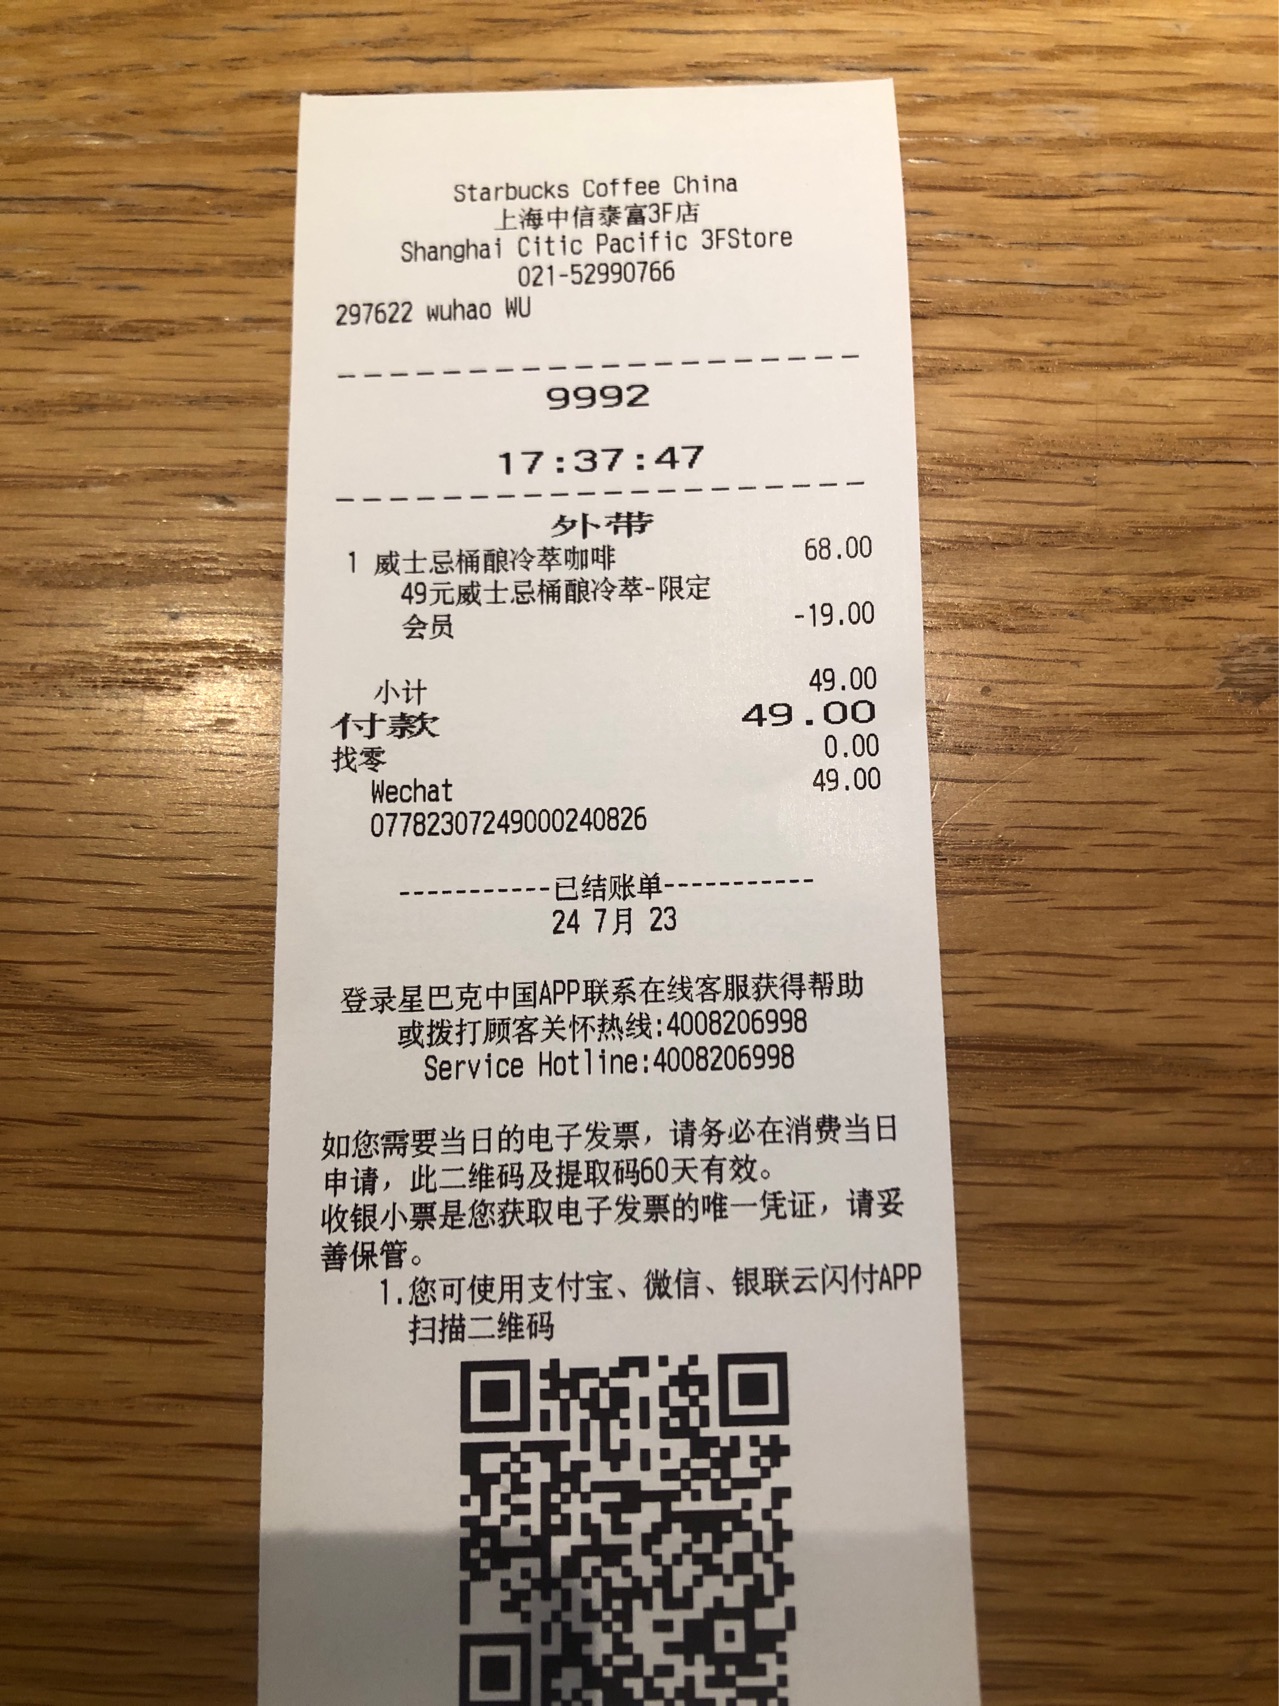 Starbucks Coffee China
上海中信泰富3F店
Shanghai Citic Pacific 3FStore
021-52990766
297622 wuhao WU
--------------------
9992
17:37:47
--------------------
外带
1 威士忌桶酿冷萃咖啡 68.00
49元威士忌桶酿冷萃-限定
会员 -19.00
小计 49.00
付款 49.00
找零 0.00
Wechat 49.00
07782307249000240826
-----------已结账单-----------
24 7月 23
登录星巴克中国APP联系在线客服获得帮助
或拨打顾客关怀热线:4008206998
Service Hotline:4008206998
如您需要当日的电子发票，请务必在消费当日
申请，此二维码及提取码60天有效。
收银小票是您获取电子发票的唯一凭证，请妥
善保管。
1.您可使用支付宝、微信、银联云闪付APP
扫描二维码